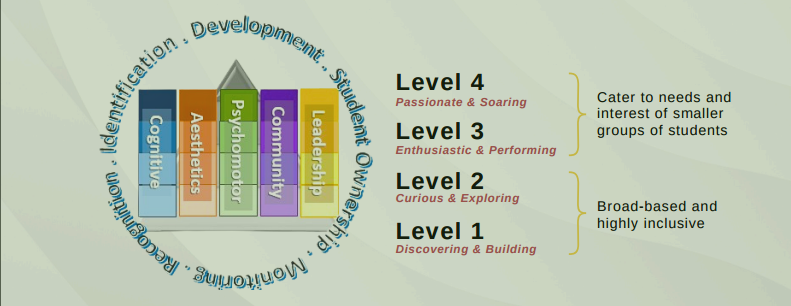 Identification . Development . Student Ownership . Monitoring . Recognition .
Cognitive
Aesthetics
Psychomotor
Community
Leadership
Level 4
Passionate & Soaring
Level 3
Enthusiastic & Performing
Cater to needs and
interest of smaller
groups of students
Level 2
Curious & Exploring
Level 1
Discovering & Building
Broad-based and
highly inclusive